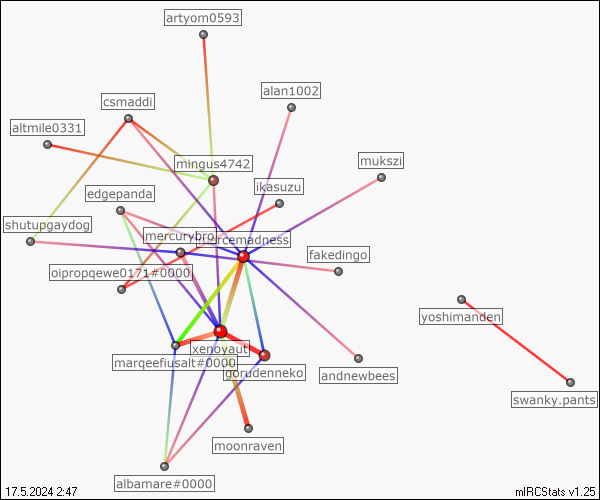 artyom0593
alan1002
csmaddi
altmile0331
mingus4742
mukszi
edgepanda
ikasuzu
shutupgaydog
mercurybro
fakedingo
oipropqewe0171#0000
yoshimanden
xenoyaut
marqeefiusalt#0000
gorudenneko
andnewbees
swanky.pants
moonraven
albamare#0000
17.5.2024 2:47
mIRCStats v1.25